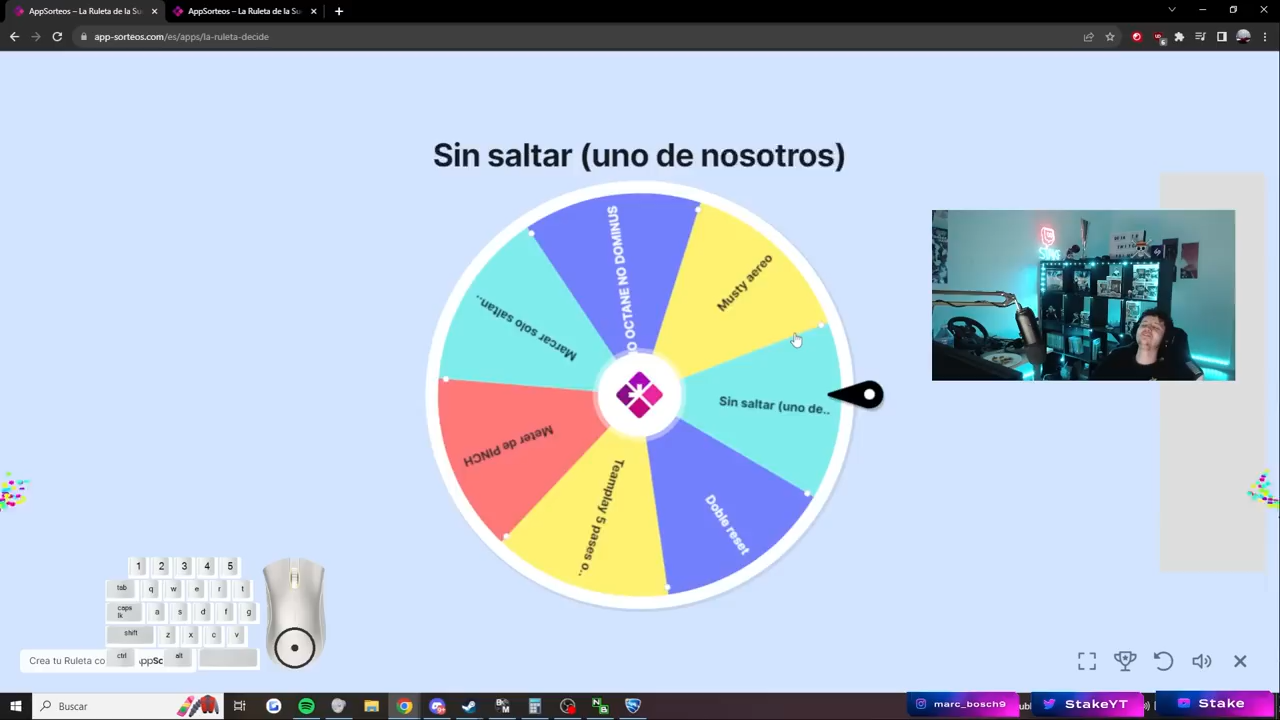 AppSorteos – La Ruleta de la Su
AppSorteos – La Ruleta de la Su
app-sorteos.com/es/apps/la-ruleta-decide
Sin saltar (uno de nosotros)
OCTANE NO DOMINUS
Musty aereo
Marcar solo saltan..
Sin saltar (uno de..
Meter de PINCH
Teamplay 5 pases o..
Doble reset
1 2 3 4 5
tab q w e r t
caps lk a s d f g
shift z x c v
ctrl alt
Crea tu Ruleta co
AppSo
Buscar
marc_bosch9
StakeYT
Stake